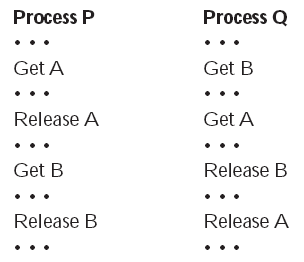 Process P Process Q
• • • • • •
Get A Get B
• • • • • •
Release A Get A
• • • • • •
Get B Release B
• • • • • •
Release B Release A
• • • • • •